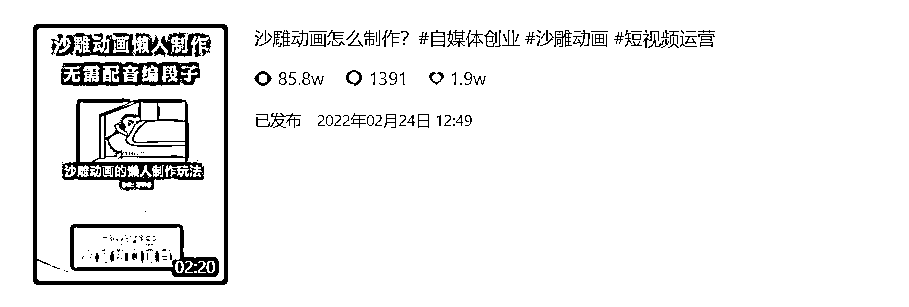 沙雕动画懒人制作
无需配音编段子
沙雕动画的懒人制作玩法
02:20
沙雕动画怎么制作？#自媒体创业 #沙雕动画 #短视频运营
85.8w 1391 1.9w
已发布 2022年02月24日 12:49